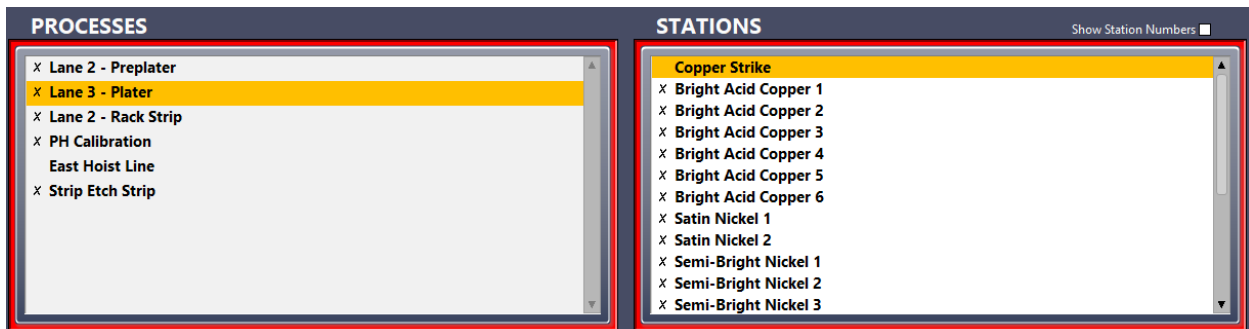 PROCESSES
x Lane 2 - Preplater
x Lane 3 - Plater
x Lane 2 - Rack Strip
x PH Calibration
East Hoist Line
x Strip Etch Strip
STATIONS
Show Station Numbers
Copper Strike
x Bright Acid Copper 1
x Bright Acid Copper 2
x Bright Acid Copper 3
x Bright Acid Copper 4
x Bright Acid Copper 5
x Bright Acid Copper 6
x Satin Nickel 1
x Satin Nickel 2
x Semi-Bright Nickel 1
x Semi-Bright Nickel 2
x Semi-Bright Nickel 3